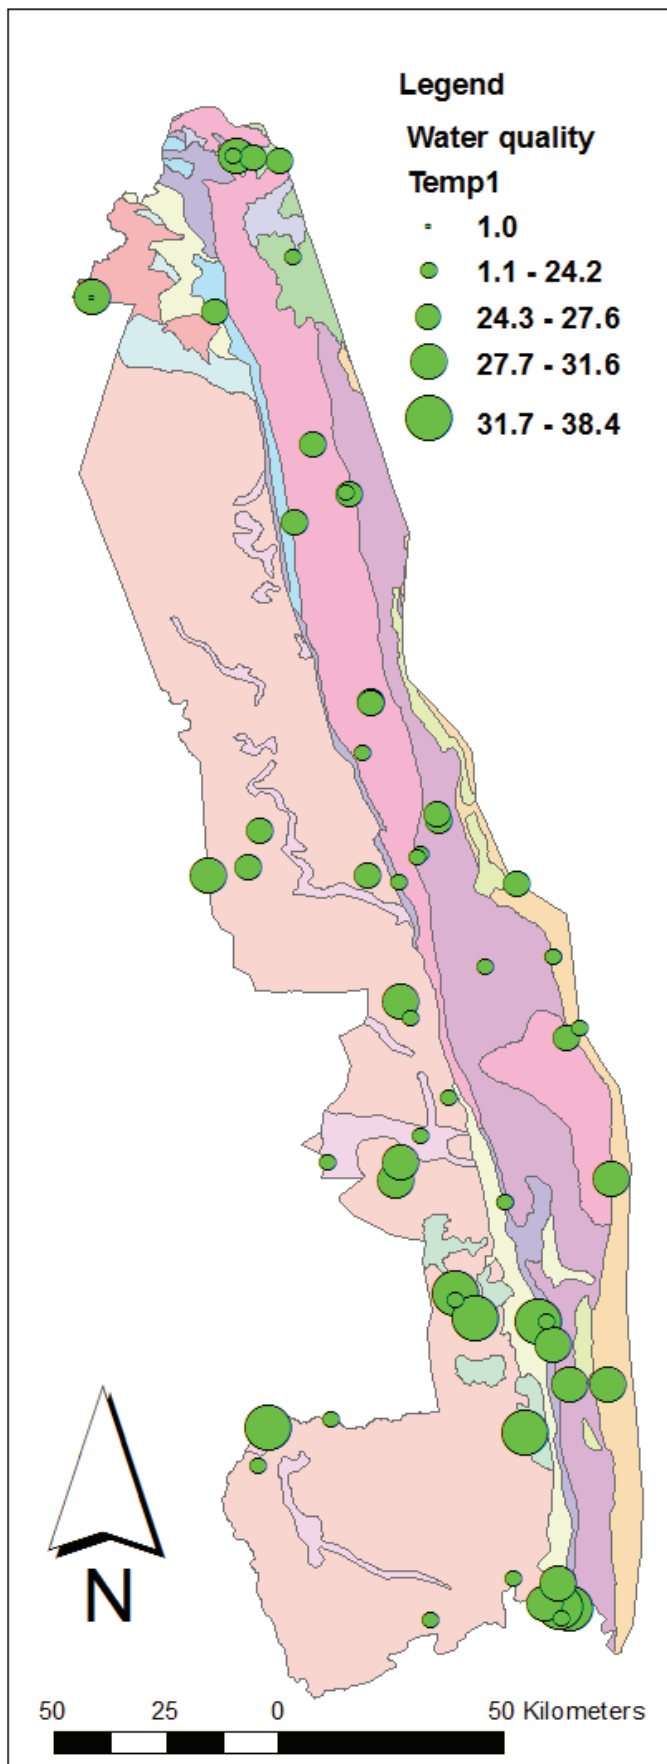 Legend
Water quality
Temp1
1.0
1.1 - 24.2
24.3 - 27.6
27.7 - 31.6
31.7 - 38.4
N
50 25 0 50 Kilometers